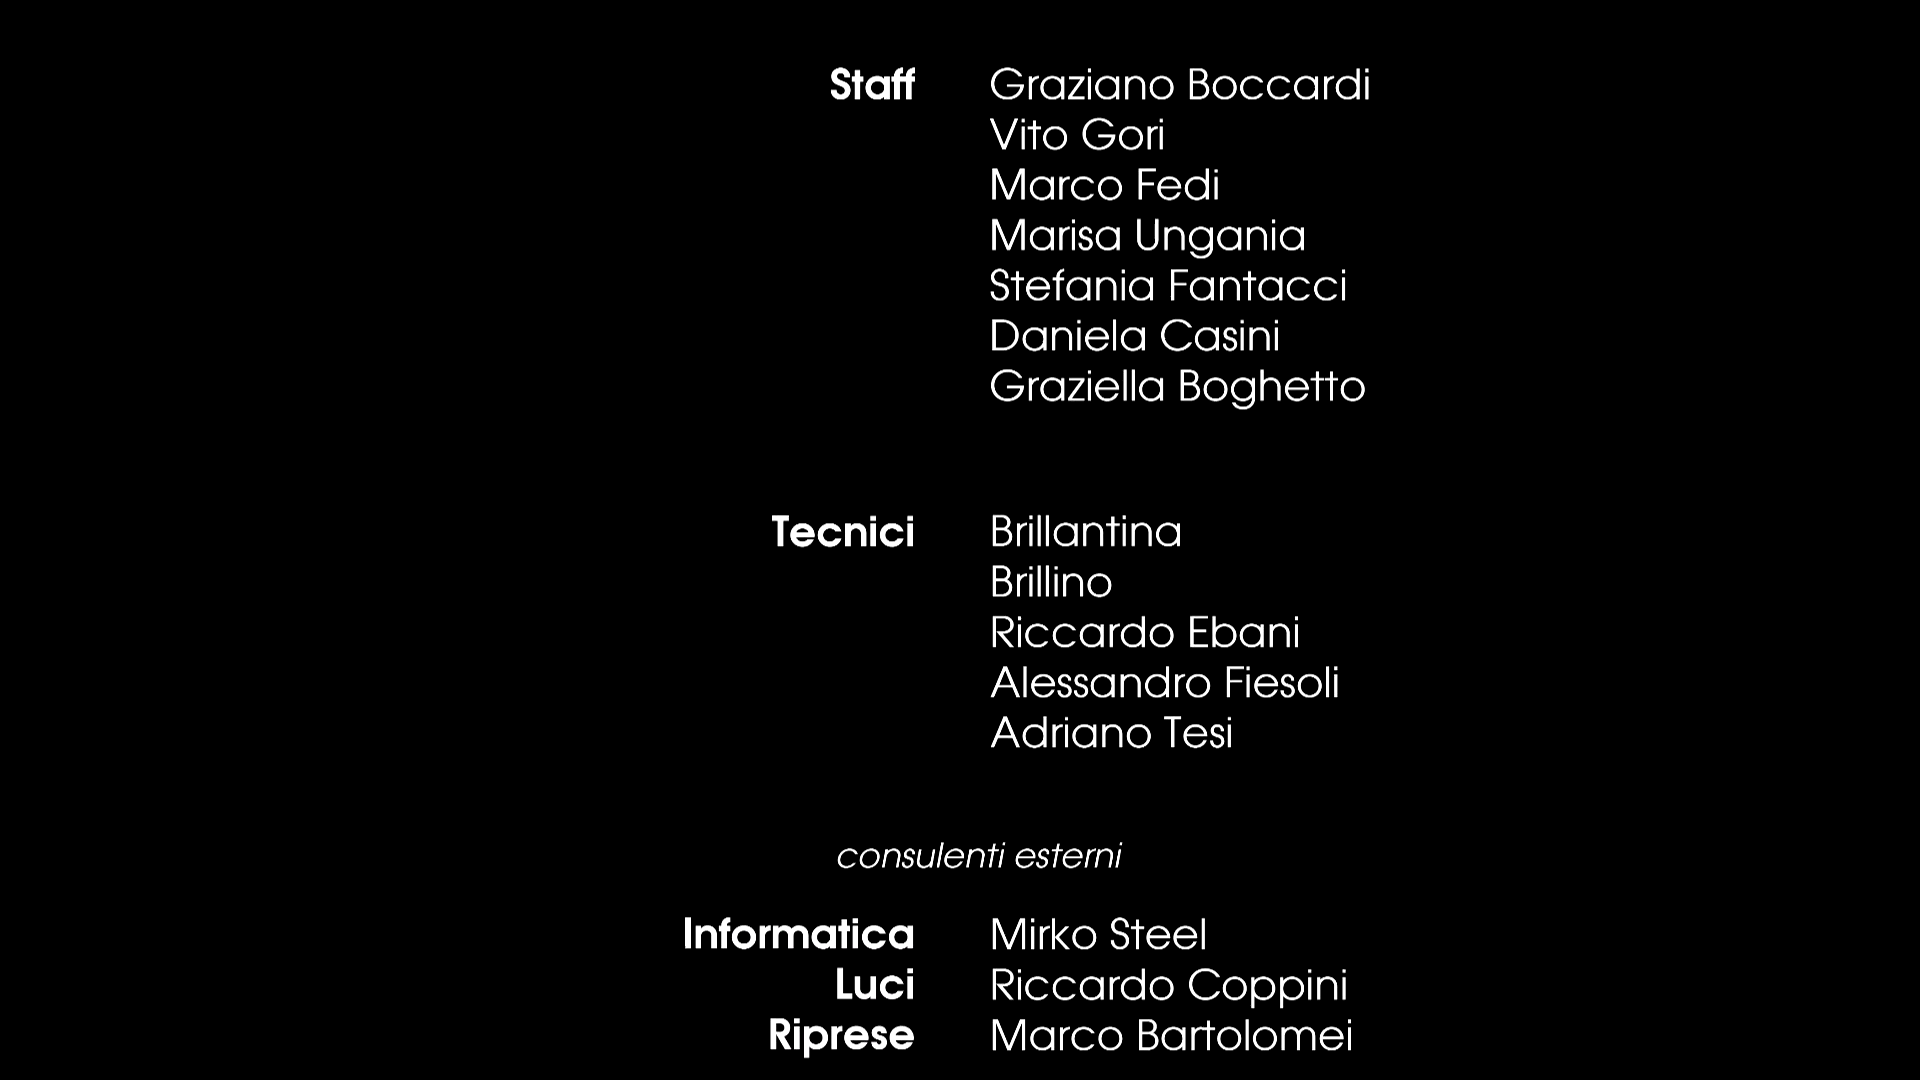 Staff Graziano Boccardi
Vito Gori
Marco Fedi
Marisa Ungania
Stefania Fantacci
Daniela Casini
Graziella Boghetto
Tecnici Brillantina
Brillino
Riccardo Ebani
Alessandro Fiesoli
Adriano Tesi
consulenti esterni
Informatica Mirko Steel
Luci Riccardo Coppini
Riprese Marco Bartolomei